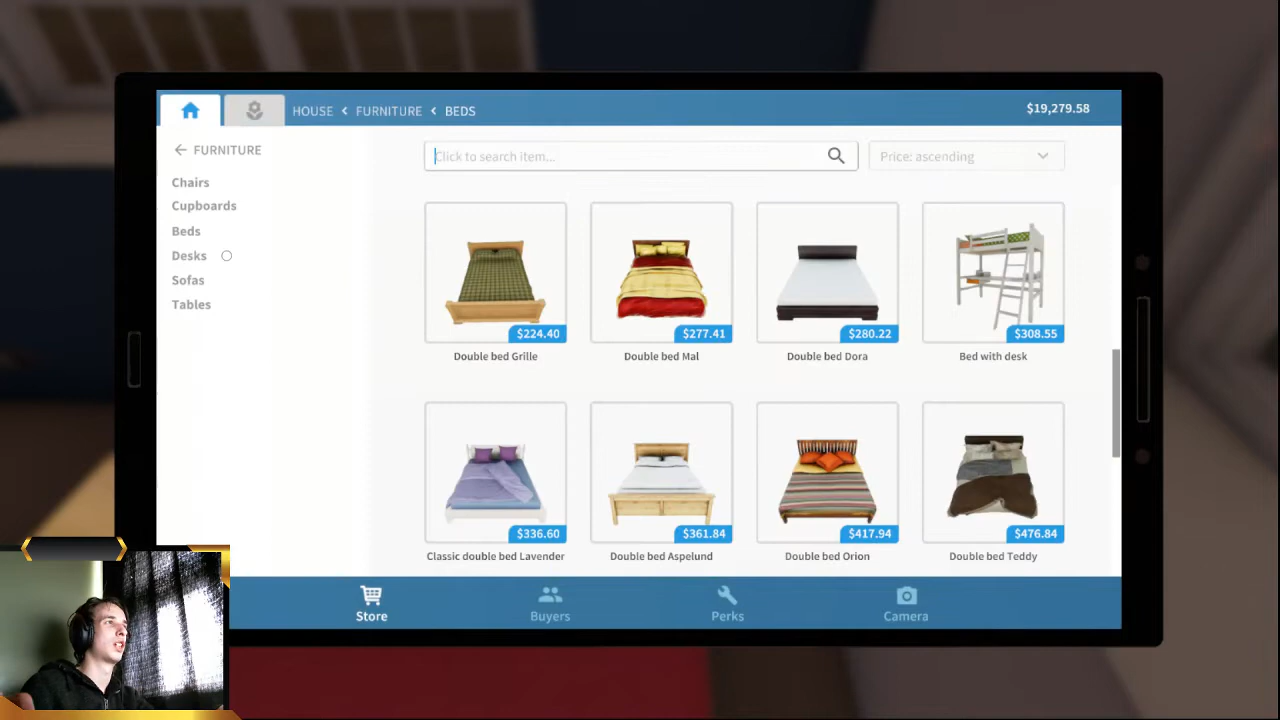 HOUSE < FURNITURE < BEDS
$19,279.58
FURNITURE
Click to search item...
Price: ascending
Chairs
Cupboards
Beds
Desks
Sofas
Tables
$224.40
$277.41
$280.22
$308.55
Double bed Grille
Double bed Mal
Double bed Dora
Bed with desk
$336.60
$361.84
$417.94
$476.84
Classic double bed Lavender
Double bed Aspelund
Double bed Orion
Double bed Teddy
Store
Buyers
Perks
Camera